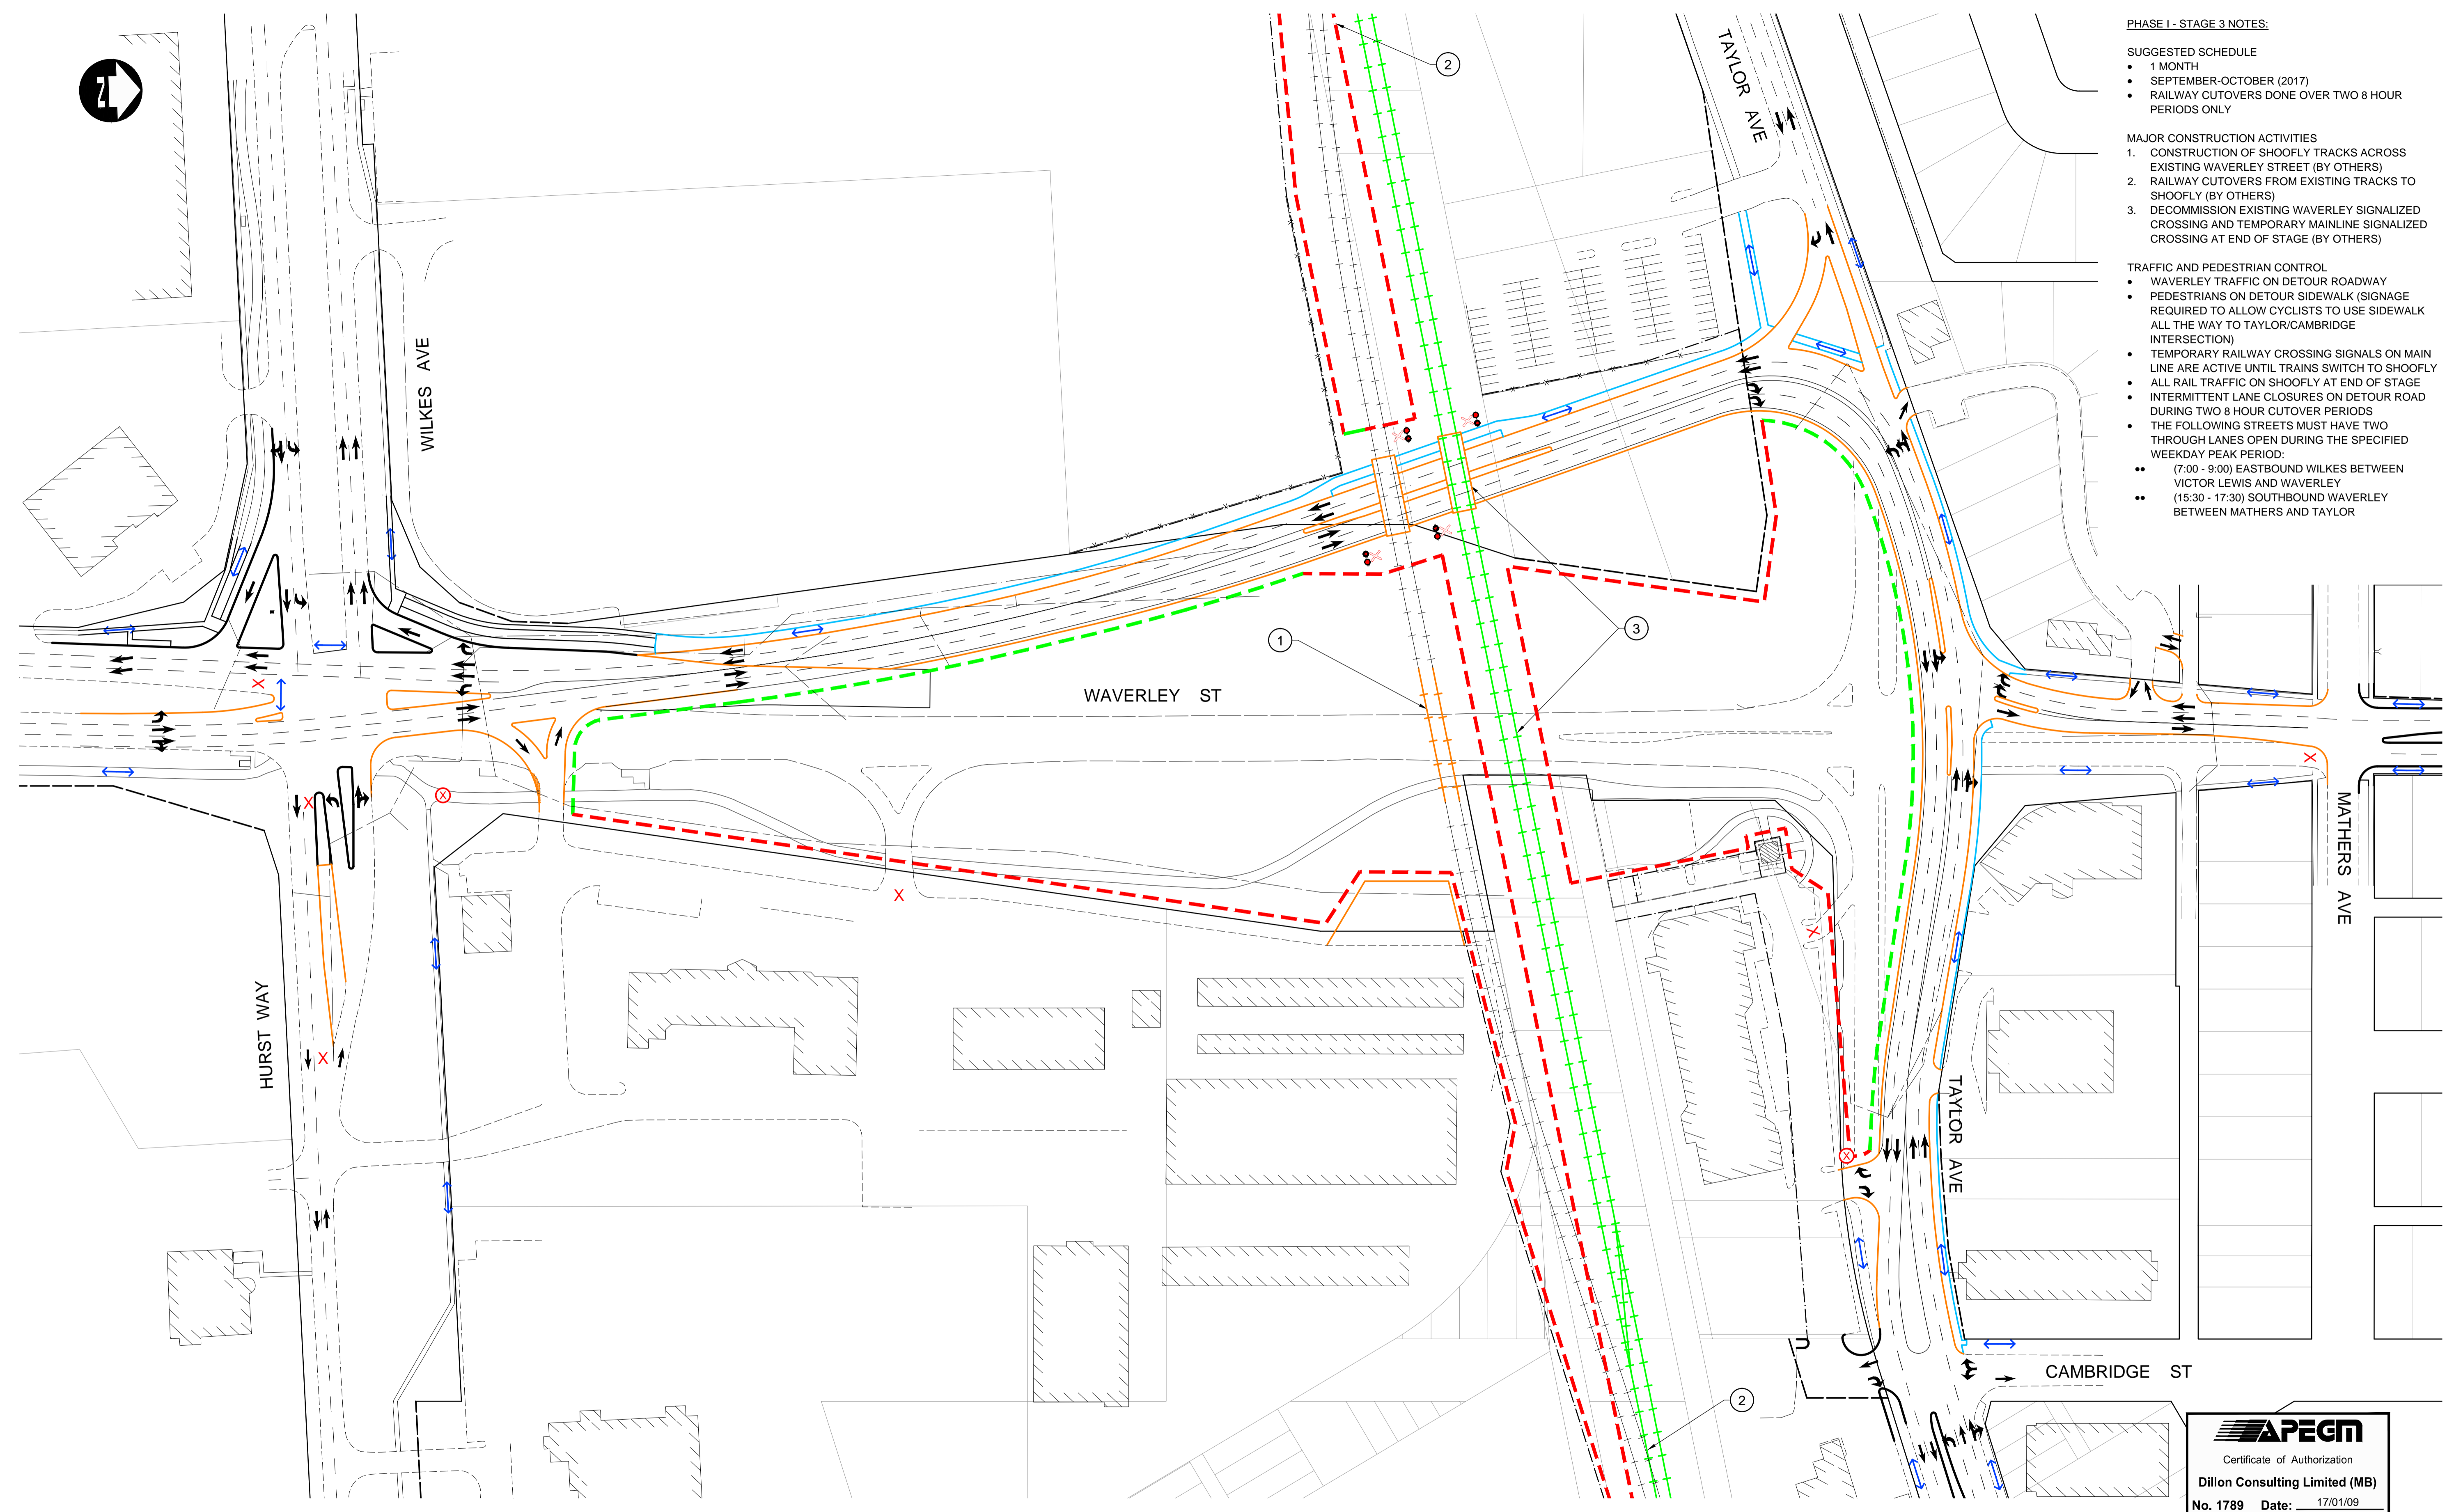 PHASE I - STAGE 3 NOTES:
SUGGESTED SCHEDULE
● 1 MONTH
● SEPTEMBER-OCTOBER (2017)
● RAILWAY CUTOVERS DONE OVER TWO 8 HOUR
PERIODS ONLY
MAJOR CONSTRUCTION ACTIVITIES
1. CONSTRUCTION OF SHOOFLY TRACKS ACROSS
EXISTING WAVERLEY STREET (BY OTHERS)
2. RAILWAY CUTOVERS FROM EXISTING TRACKS TO
SHOOFLY (BY OTHERS)
3. DECOMMISSION EXISTING WAVERLEY SIGNALIZED
CROSSING AND TEMPORARY MAINLINE SIGNALIZED
CROSSING AT END OF STAGE (BY OTHERS)
TRAFFIC AND PEDESTRIAN CONTROL
● WAVERLEY TRAFFIC ON DETOUR ROADWAY
● PEDESTRIANS ON DETOUR SIDEWALK (SIGNAGE
REQUIRED TO ALLOW CYCLISTS TO USE SIDEWALK
ALL THE WAY TO TAYLOR/CAMBRIDGE
INTERSECTION)
● TEMPORARY RAILWAY CROSSING SIGNALS ON MAIN
LINE ARE ACTIVE UNTIL TRAINS SWITCH TO SHOOFLY
● ALL RAIL TRAFFIC ON SHOOFLY AT END OF STAGE
● INTERMITTENT LANE CLOSURES ON DETOUR ROAD
DURING TWO 8 HOUR CUTOVER PERIODS
● THE FOLLOWING STREETS MUST HAVE TWO
THROUGH LANES OPEN DURING THE SPECIFIED
WEEKDAY PEAK PERIOD:
●● (7:00 - 9:00) EASTBOUND WILKES BETWEEN
VICTOR LEWIS AND WAVERLEY
●● (15:30 - 17:30) SOUTHBOUND WAVERLEY
BETWEEN MATHERS AND TAYLOR
N
2
TAYLOR AVE
WILKES AVE
1
3
WAVERLEY ST
MATHERS AVE
HURST WAY
TAYLOR AVE
CAMBRIDGE ST
2
APEGM
Certificate of Authorization
Dillon Consulting Limited (MB)
No. 1789 Date: 17/01/09